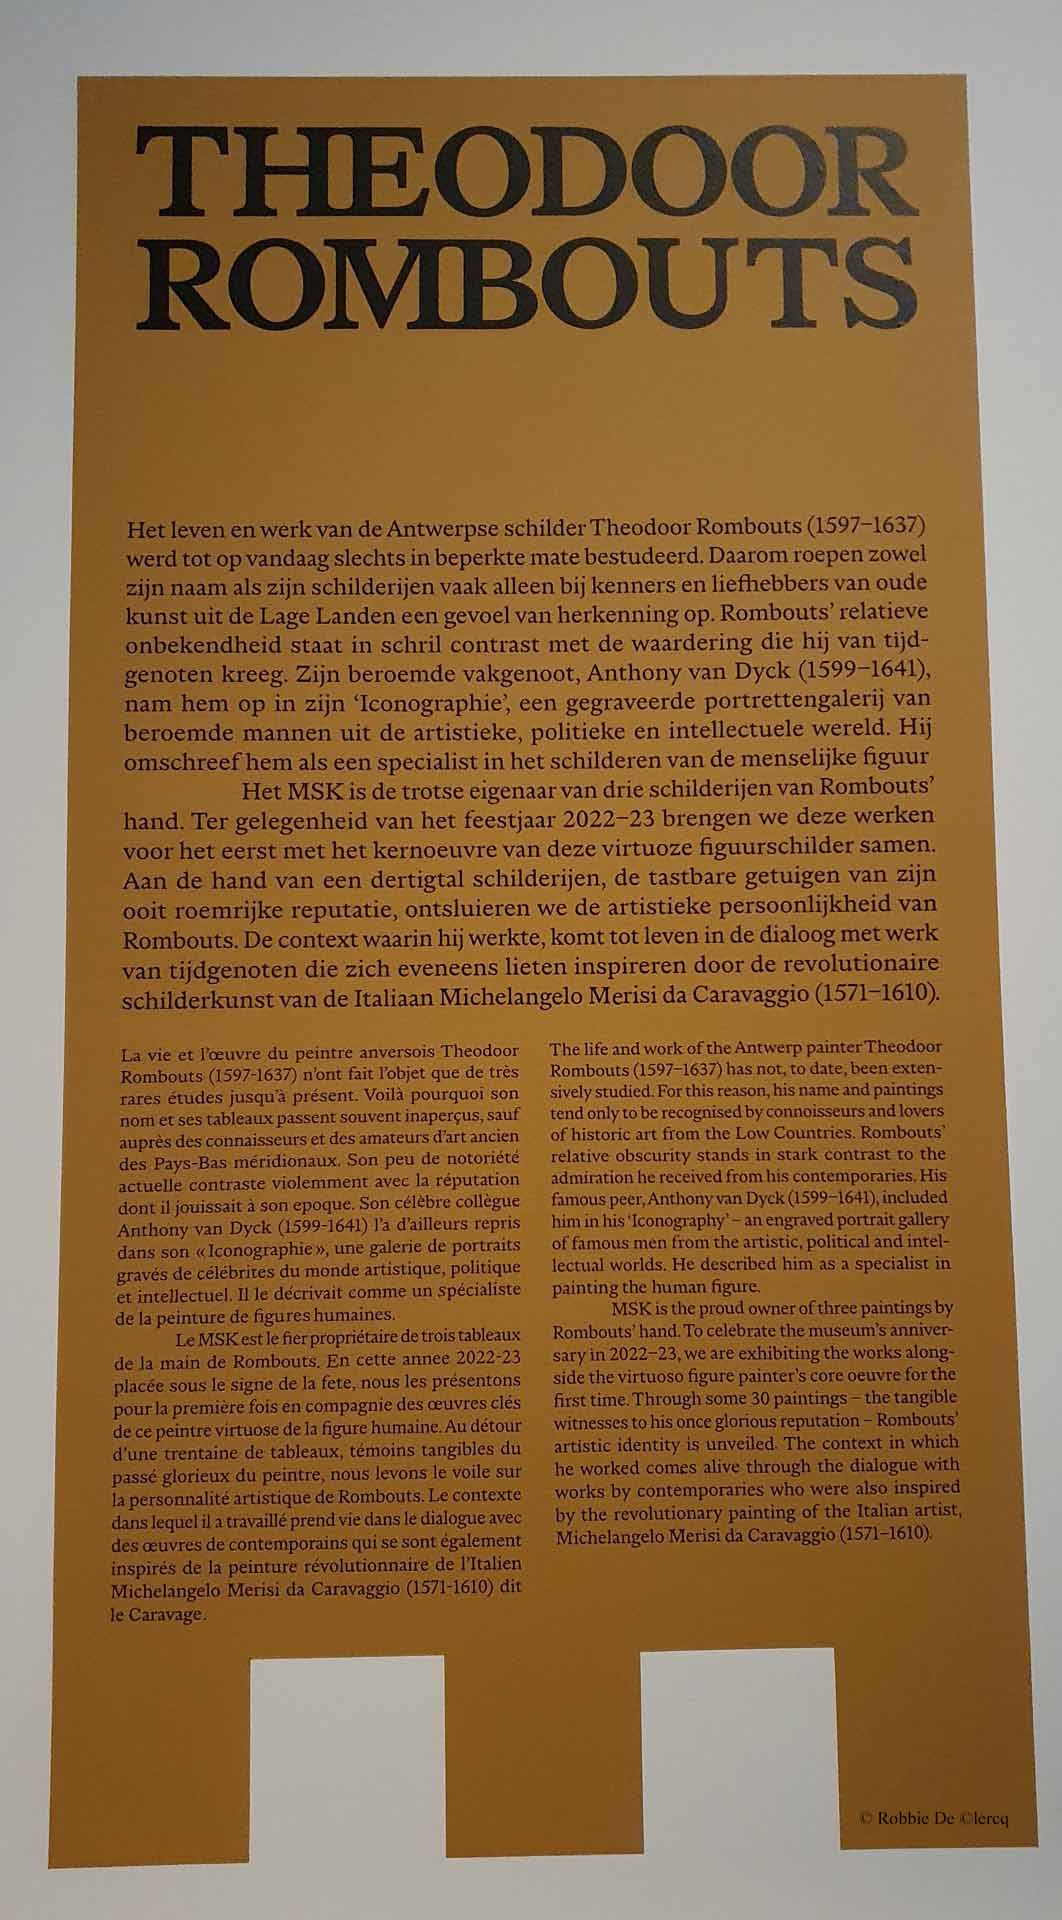 THEODOOR
ROMBOUTS
Het leven en werk van de Antwerpse schilder Theodoor Rombouts (1597–1637)
werd tot op vandaag slechts in beperkte mate bestudeerd. Daarom roepen zowel
zijn naam als zijn schilderijen vaak alleen bij kenners en liefhebbers van oude
kunst uit de Lage Landen een gevoel van herkenning op. Rombouts’ relatieve
onbekendheid staat in schril contrast met de waardering die hij van tijd-
genoten kreeg. Zijn beroemde vakgenoot, Anthony van Dyck (1599–1641),
nam hem op in zijn ‘Iconographie’, een gegraveerde portrettengalerij van
beroemde mannen uit de artistieke, politieke en intellectuele wereld. Hij
omschreef hem als een specialist in het schilderen van de menselijke figuur
Het MSK is de trotse eigenaar van drie schilderijen van Rombouts’
hand. Ter gelegenheid van het feestjaar 2022–23 brengen we deze werken
voor het eerst met het kernoeuvre van deze virtuoze figuurschilder samen.
Aan de hand van een dertigtal schilderijen, de tastbare getuigen van zijn
ooit roemrijke reputatie, ontsluieren we de artistieke persoonlijkheid van
Rombouts. De context waarin hij werkte, komt tot leven in de dialoog met werk
van tijdgenoten die zich eveneens lieten inspireren door de revolutionaire
schilderkunst van de Italiaan Michelangelo Merisi da Caravaggio (1571–1610).
La vie et l’œuvre du peintre anversois Theodoor
Rombouts (1597-1637) n’ont fait l’objet que de très
rares études jusqu’à présent. Voilà pourquoi son
nom et ses tableaux passent souvent inaperçus, sauf
auprès des connaisseurs et des amateurs d’art ancien
des Pays-Bas méridionaux. Son peu de notoriété
actuelle contraste violemment avec la réputation
dont il jouissait à son epoque. Son célèbre collègue
Anthony van Dyck (1599-1641) l’a d’ailleurs repris
dans son «Iconographie», une galerie de portraits
gravés de célébrites du monde artistique, politique
et intellectuel. Il le décrivait comme un spécialiste
de la peinture de figures humaines.
Le MSK est le fier propriétaire de trois tableaux
de la main de Rombouts. En cette annee 2022-23
placée sous le signe de la fete, nous les présentons
pour la première fois en compagnie des œuvres clés
de ce peintre virtuose de la figure humaine. Au détour
d’une trentaine de tableaux, témoins tangibles du
passé glorieux du peintre, nous levons le voile sur
la personnalité artistique de Rombouts. Le contexte
dans lequel il a travaillé prend vie dans le dialogue avec
des œuvres de contemporains qui se sont également
inspirés de la peinture révolutionnaire de l’Italien
Michelangelo Merisi da Caravaggio (1571-1610) dit
le Caravage.
The life and work of the Antwerp painter Theodoor
Rombouts (1597–1637) has not, to date, been exten-
sively studied. For this reason, his name and paintings
tend only to be recognised by connoisseurs and lovers
of historic art from the Low Countries. Rombouts’
relative obscurity stands in stark contrast to the
admiration he received from his contemporaries. His
famous peer, Anthony van Dyck (1599–1641), included
him in his ‘Iconography’ – an engraved portrait gallery
of famous men from the artistic, political and intel-
lectual worlds. He described him as a specialist in
painting the human figure.
MSK is the proud owner of three paintings by
Rombouts’ hand. To celebrate the museum’s anniver-
sary in 2022–23, we are exhibiting the works along-
side the virtuoso figure painter’s core oeuvre for the
first time. Through some 30 paintings – the tangible
witnesses to his once glorious reputation – Rombouts’
artistic identity is unveiled. The context in which
he worked comes alive through the dialogue with
works by contemporaries who were also inspired
by the revolutionary painting of the Italian artist,
Michelangelo Merisi da Caravaggio (1571–1610).
© Robbie De ©lercq